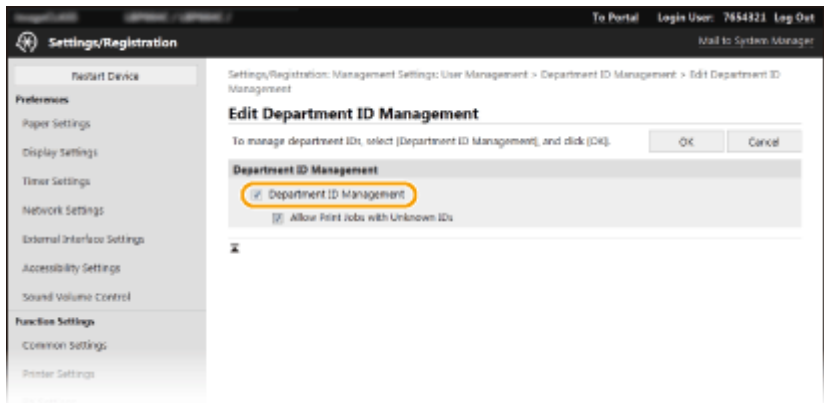 To Portal Login User: 7654321 Log Out
Settings/Registration
Mail to System Manager
Restart Device
Preferences
Paper Settings
Display Settings
Timer Settings
Network Settings
External Interface Settings
Accessibility Settings
Sound Volume Control
Function Settings
Common Settings
Printer Settings
Settings/Registration: Management Settings: User Management > Department ID Management > Edit Department ID
Management
Edit Department ID Management
To manage department IDs, select [Department ID Management], and click [OK].
OK
Cancel
Department ID Management
Department ID Management
Allow Print Jobs with Unknown IDs